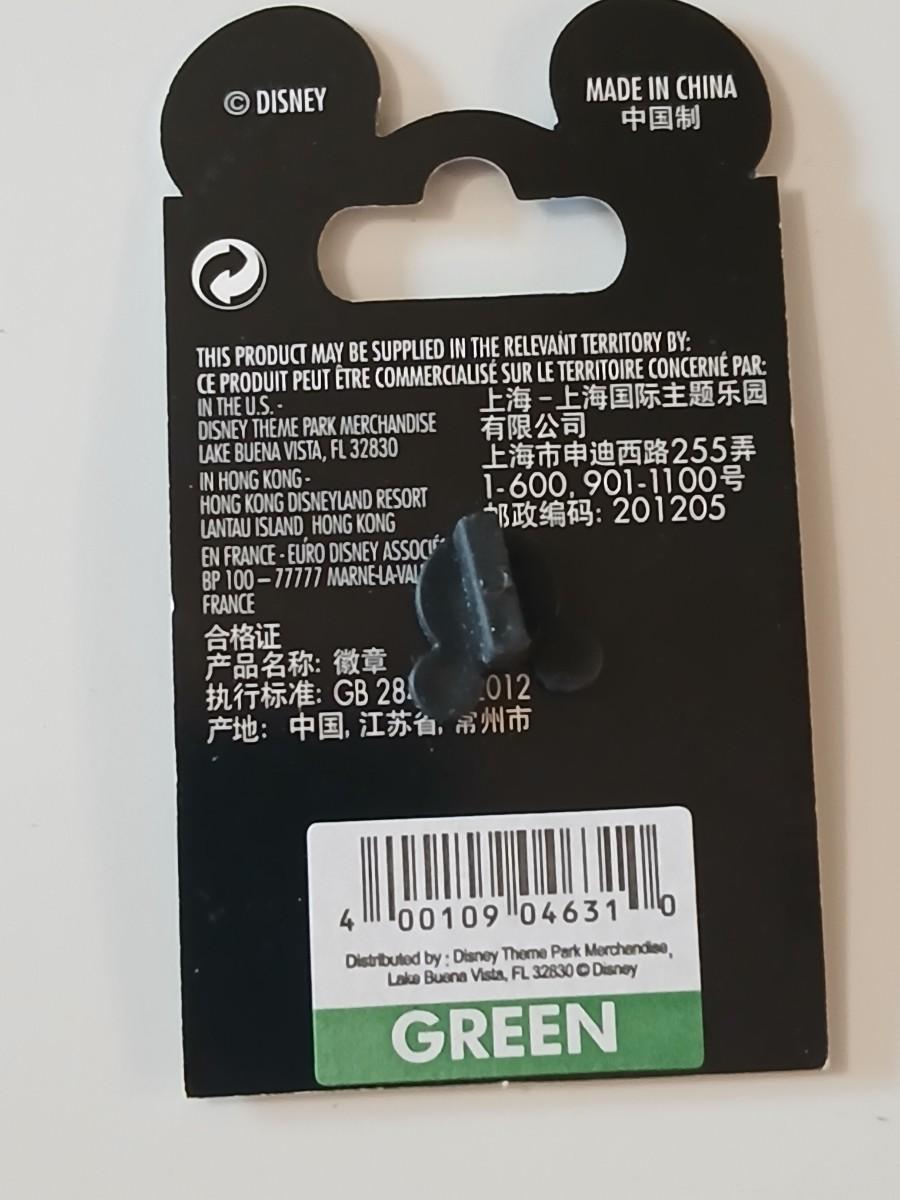 © DISNEY
MADE IN CHINA
中国制
THIS PRODUCT MAY BE SUPPLIED IN THE RELEVANT TERRITORY BY:
CE PRODUIT PEUT ÊTRE COMMERCIALISÉ SUR LE TERRITOIRE CONCERNÉ PAR:
IN THE U.S. -
DISNEY THEME PARK MERCHANDISE
LAKE BUENA VISTA, FL 32830
IN HONG KONG -
HONG KONG DISNEYLAND RESORT
LANTAU ISLAND, HONG KONG
EN FRANCE - EURO DISNEY
BP 100 – 77777
FRANCE
上海 – 上海国际主题乐园
有限公司
上海市申迪西路255弄
1-600, 901-1100号
邮政编码: 201205
合格证
产品名称: 徽章
执行标准: GB
产地: 中国, 江苏省, 常州市
4 00109 04631 0
Distributed by : Disney Theme Park Merchandise,
Lake Buena Vista, FL 32830 © Disney
GREEN